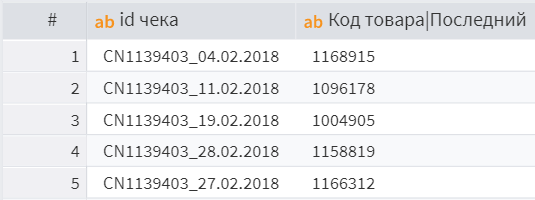 # ab id чека ab Код товара|Последний
1 CN1139403_04.02.2018 1168915
2 CN1139403_11.02.2018 1096178
3 CN1139403_19.02.2018 1004905
4 CN1139403_28.02.2018 1158819
5 CN1139403_27.02.2018 1166312